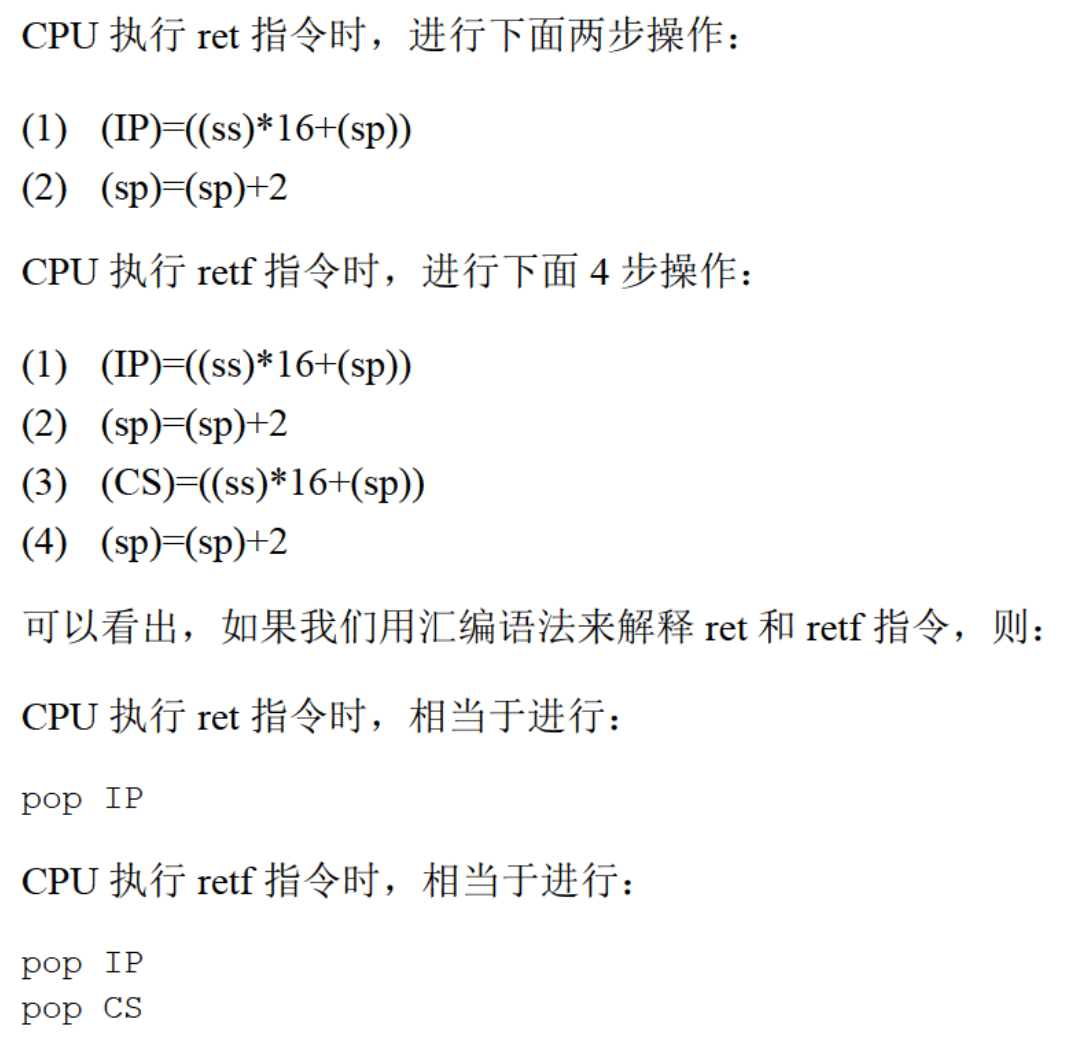 CPU 执行 ret 指令时，进行下面两步操作：
(1) (IP)=((ss)*16+(sp))
(2) (sp)=(sp)+2
CPU 执行 retf 指令时，进行下面 4 步操作：
(1) (IP)=((ss)*16+(sp))
(2) (sp)=(sp)+2
(3) (CS)=((ss)*16+(sp))
(4) (sp)=(sp)+2
可以看出，如果我们用汇编语法来解释 ret 和 retf 指令，则：
CPU 执行 ret 指令时，相当于进行：
pop IP
CPU 执行 retf 指令时，相当于进行：
pop IP
pop CS